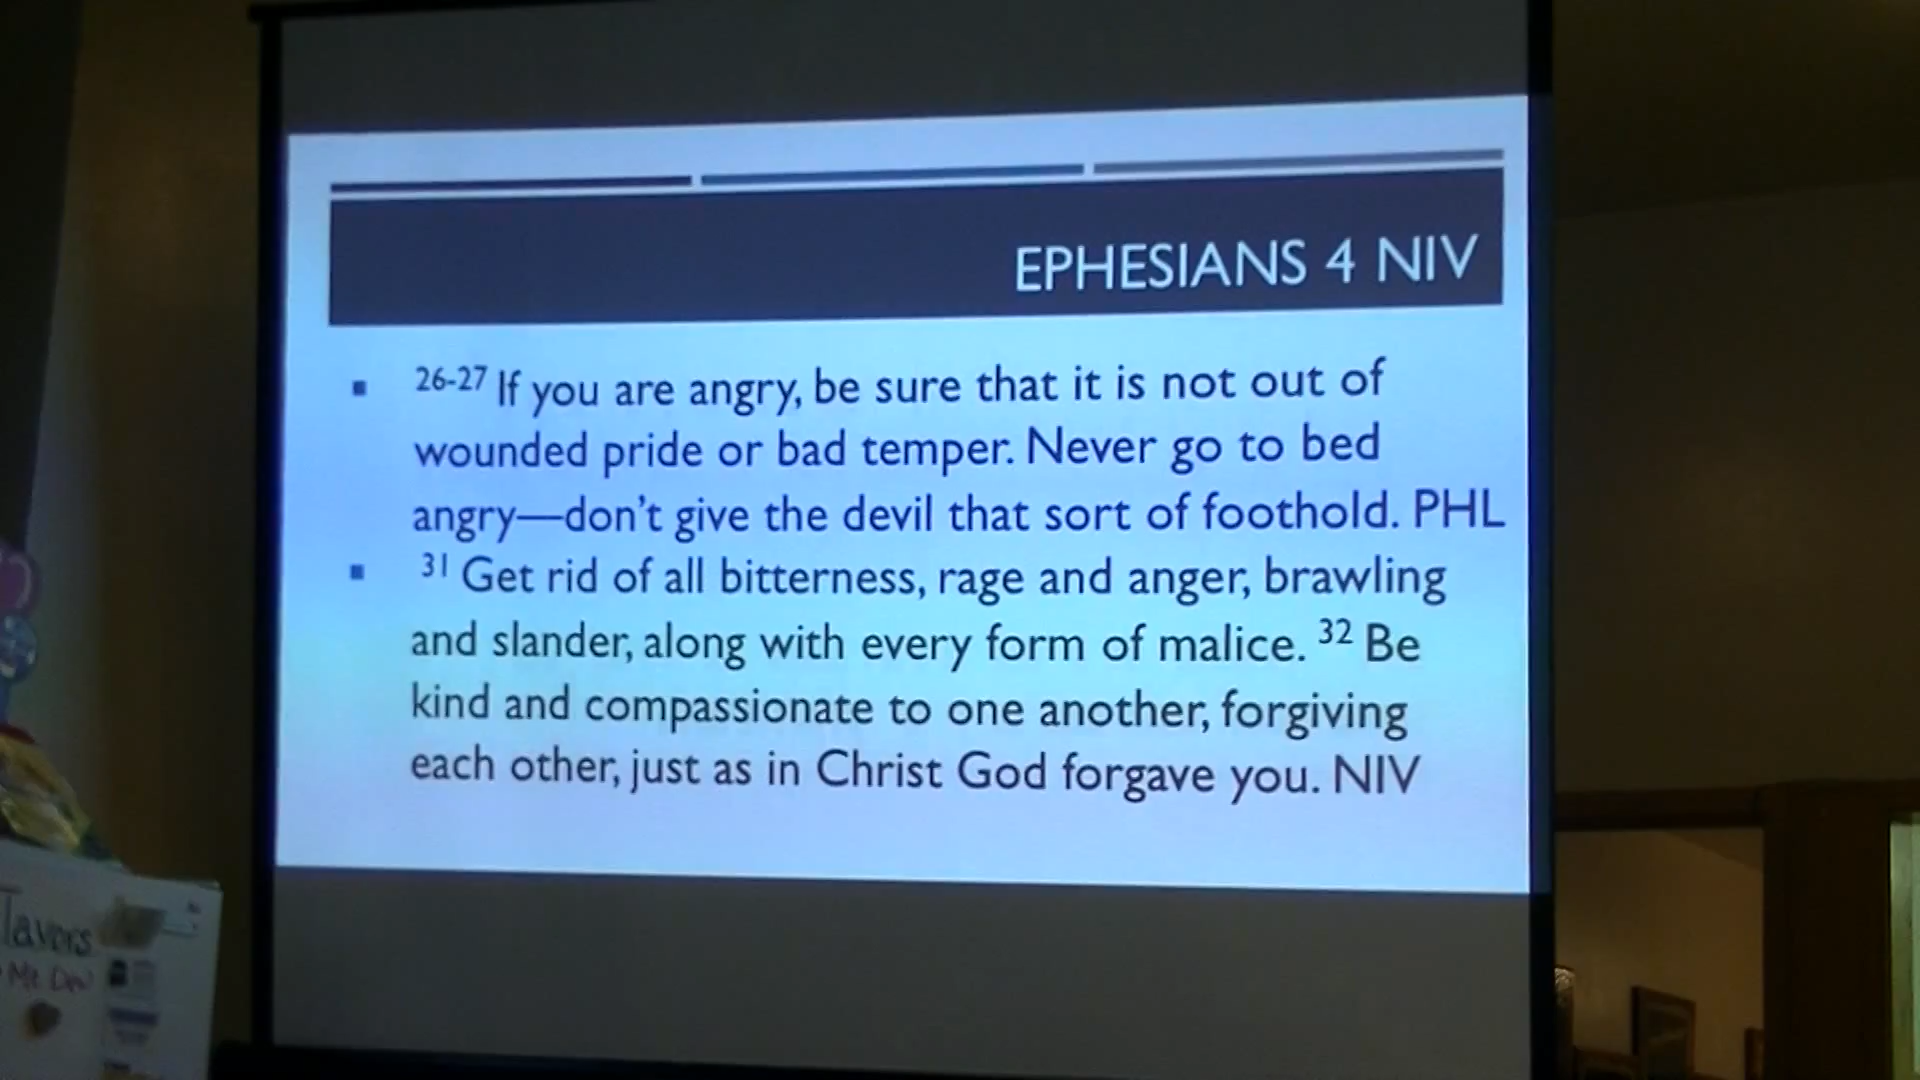 EPHESIANS 4 NIV
▪ 26-27 If you are angry, be sure that it is not out of
wounded pride or bad temper. Never go to bed
angry—don't give the devil that sort of foothold. PHL
▪ 31 Get rid of all bitterness, rage and anger, brawling
and slander, along with every form of malice. 32 Be
kind and compassionate to one another, forgiving
each other, just as in Christ God forgave you. NIV
Me